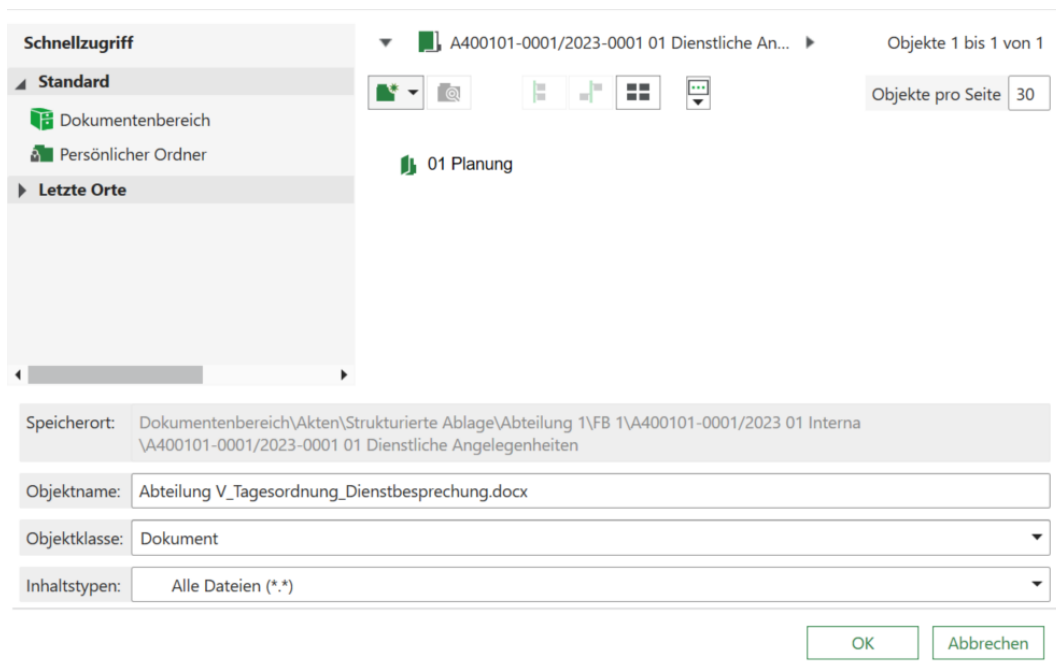 Schnellzugriff
A400101-0001/2023-0001 01 Dienstliche An...
Objekte 1 bis 1 von 1
Standard
Objekte pro Seite 30
Dokumentenbereich
Persönlicher Ordner
01 Planung
Letzte Orte
Speicherort: Dokumentenbereich\Akten\Strukturierte Ablage\Abteilung 1\FB 1\A400101-0001/2023 01 Interna
\A400101-0001/2023-0001 01 Dienstliche Angelegenheiten
Objektname: Abteilung V_Tagesordnung_Dienstbesprechung.docx
Objektklasse: Dokument
Inhaltstypen: Alle Dateien (*.*)
OK
Abbrechen